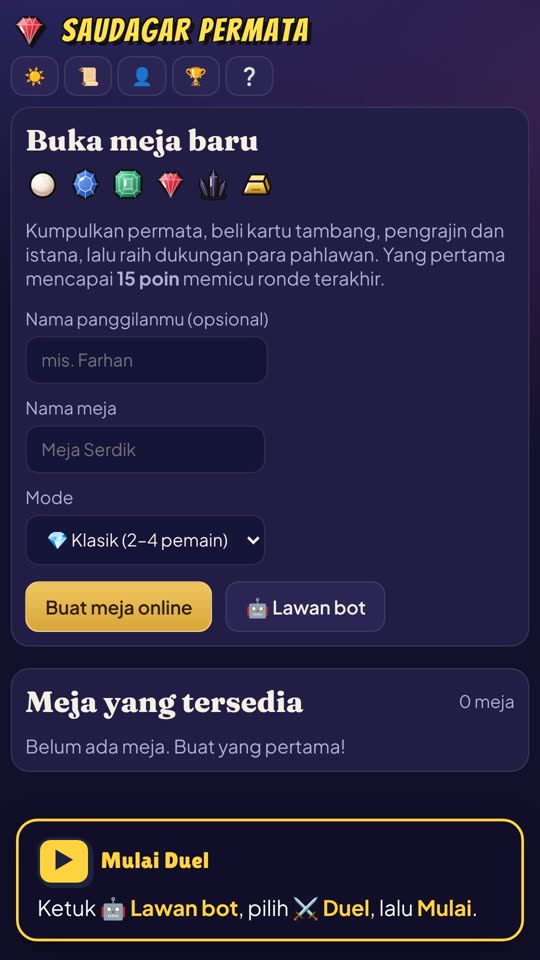 SAUDAGAR PERMATA
?
Buka meja baru
Kumpulkan permata, beli kartu tambang, pengrajin dan
istana, lalu raih dukungan para pahlawan. Yang pertama
mencapai 15 poin memicu ronde terakhir.
Nama panggilanmu (opsional)
mis. Farhan
Nama meja
Meja Serdik
Mode
💎 Klasik (2–4 pemain)
Buat meja online
🤖 Lawan bot
Meja yang tersedia
0 meja
Belum ada meja. Buat yang pertama!
Mulai Duel
Ketuk 🤖 Lawan bot, pilih ⚔️ Duel, lalu Mulai.